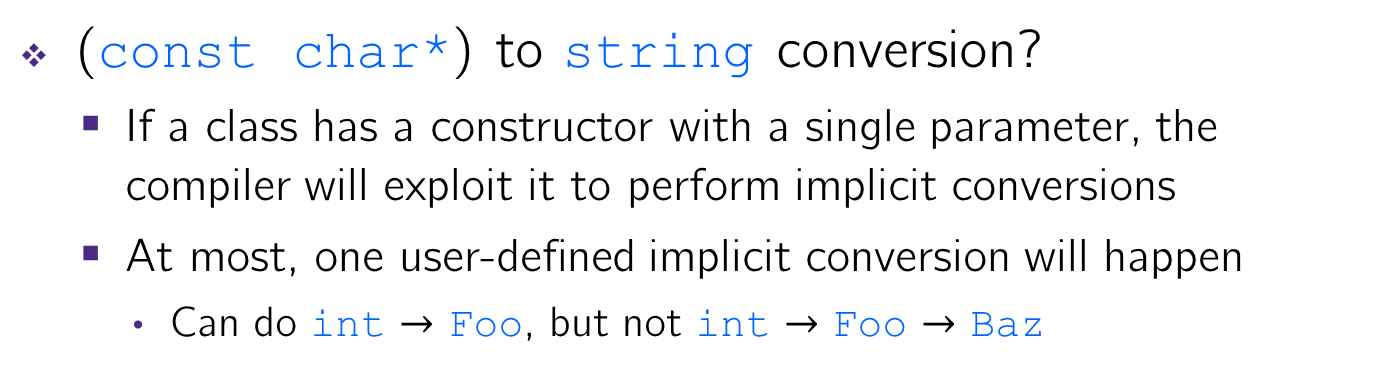 ❖ (const char*) to string conversion?
▪ If a class has a constructor with a single parameter, the
compiler will exploit it to perform implicit conversions
▪ At most, one user-defined implicit conversion will happen
• Can do int → Foo, but not int → Foo → Baz